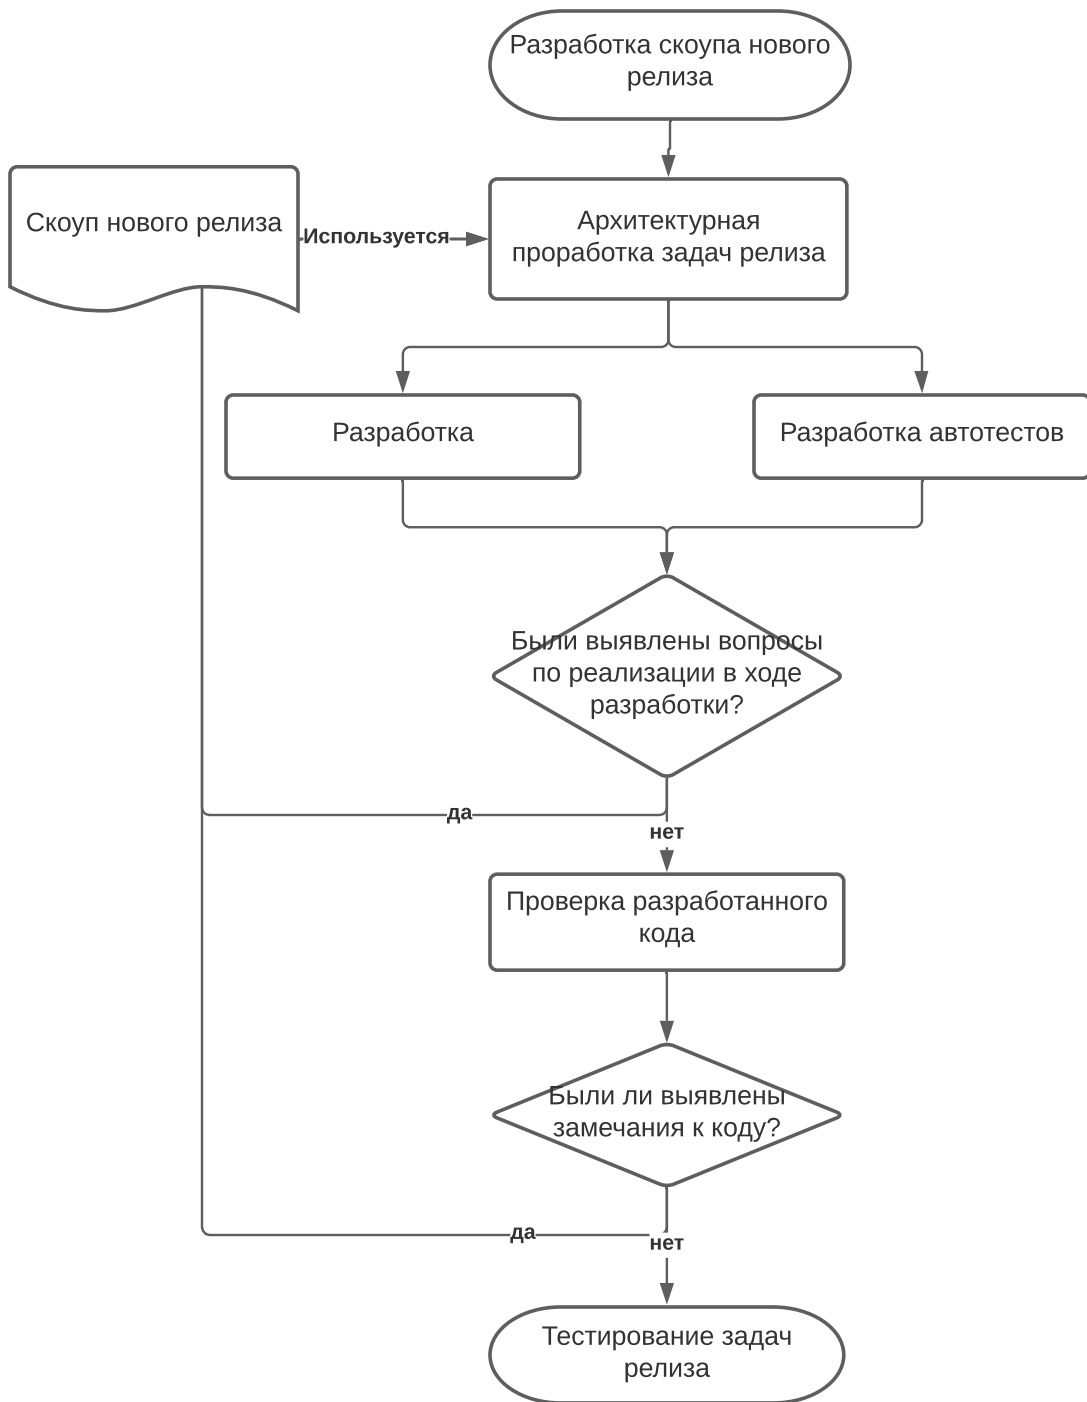 Разработка скоупа нового
релиза
Скоуп нового релиза
Используется
Архитектурная
проработка задач релиза
Разработка
Разработка автотестов
Были выявлены вопросы
по реализации в ходе
разработки?
да
нет
Проверка разработанного
кода
Были ли выявлены
замечания к коду?
да
нет
Тестирование задач
релиза